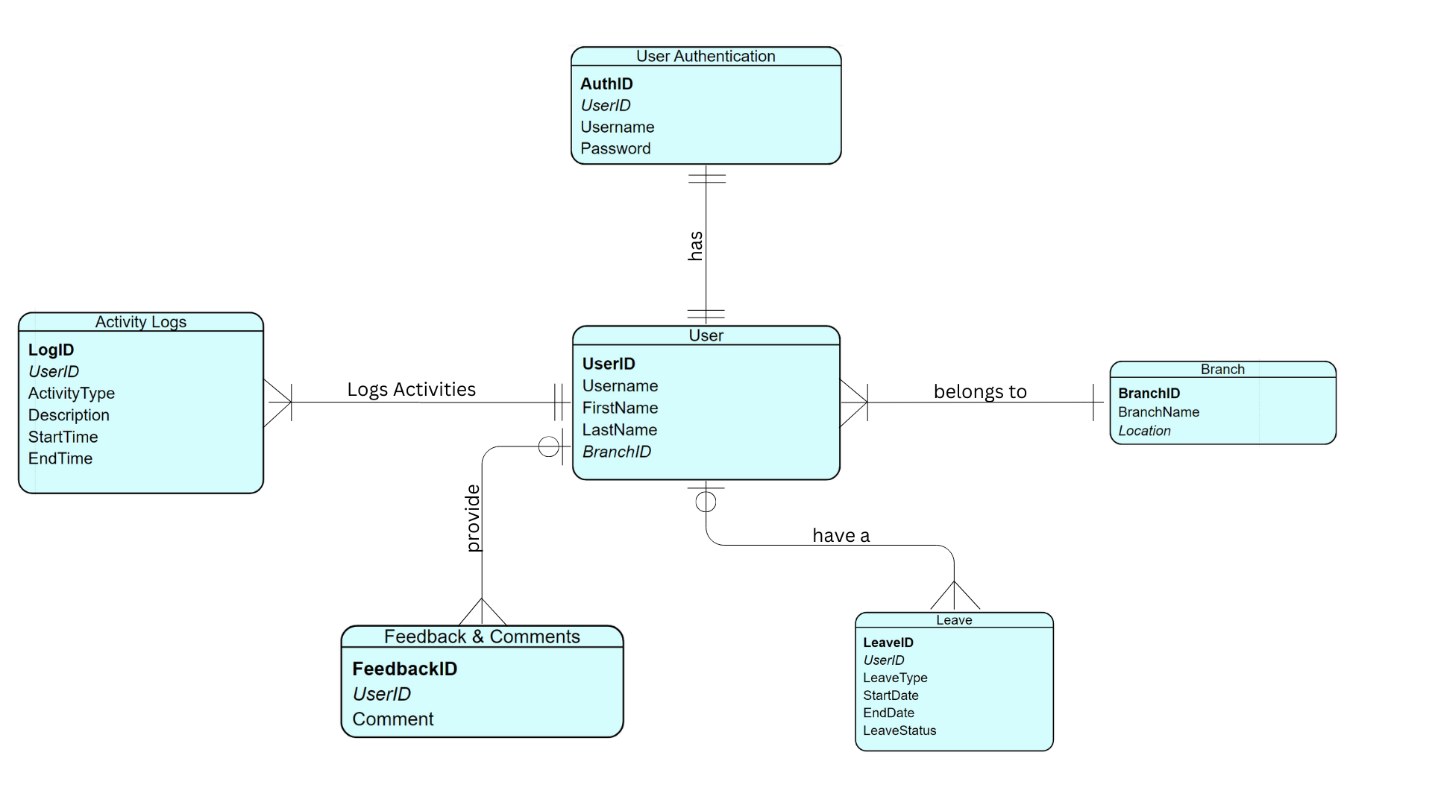 User Authentication
AuthID
UserID
Username
Password
has
Activity Logs
LogID
UserID
ActivityType
Description
StartTime
EndTime
Logs Activities
User
UserID
Username
FirstName
LastName
BranchID
belongs to
Branch
BranchID
BranchName
Location
provide
have a
Feedback & Comments
FeedbackID
UserID
Comment
Leave
LeaveID
UserID
LeaveType
StartDate
EndDate
LeaveStatus